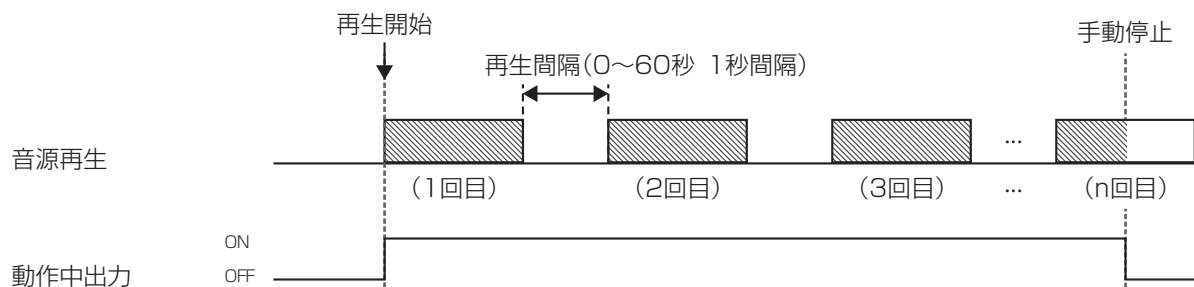 再生開始
手動停止
再生間隔（0～60秒 1秒間隔）
音源再生
...
（1回目）
（2回目）
（3回目）
...
（n回目）
ON
動作中出力
OFF